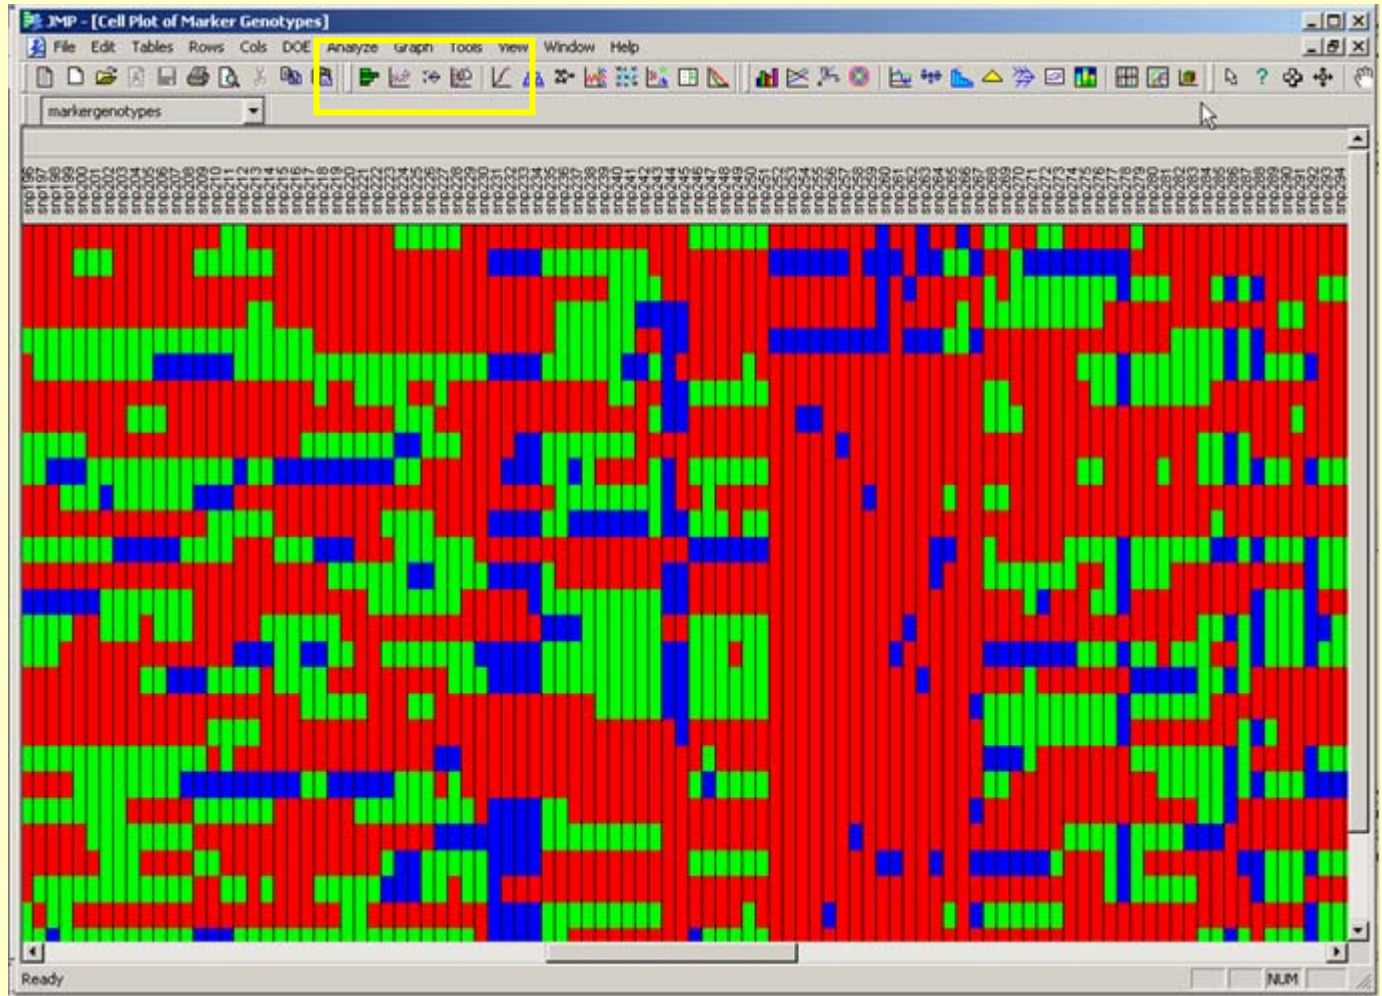 JMP - [Cell Plot of Marker Genotypes]
File Edit Tables Rows Cols DOE Analyze Graph Tools View Window Help
markergenotypes
snp196 snp197 snp198 snp199 snp200 snp201 snp202 snp203 snp204 snp205 snp206 snp207 snp208 snp209 snp210 snp211 snp212 snp213 snp214 snp215 snp216 snp217 snp218 snp219 snp220 snp221 snp222 snp223 snp224 snp225 snp226 snp227 snp228 snp229 snp230 snp231 snp232 snp233 snp234 snp235 snp236 snp237 snp238 snp239 snp240 snp241 snp242 snp243 snp244 snp245 snp246 snp247 snp248 snp249 snp250 snp251 snp252 snp253 snp254 snp255 snp256 snp257 snp258 snp259 snp260 snp261 snp262 snp263 snp264 snp265 snp266 snp267 snp268 snp269 snp270 snp271 snp272 snp273 snp274 snp275 snp276 snp277 snp278 snp279 snp280 snp281 snp282 snp283 snp284 snp285 snp286 snp287 snp288 snp289 snp290 snp291 snp292 snp293 snp294
Ready
NUM